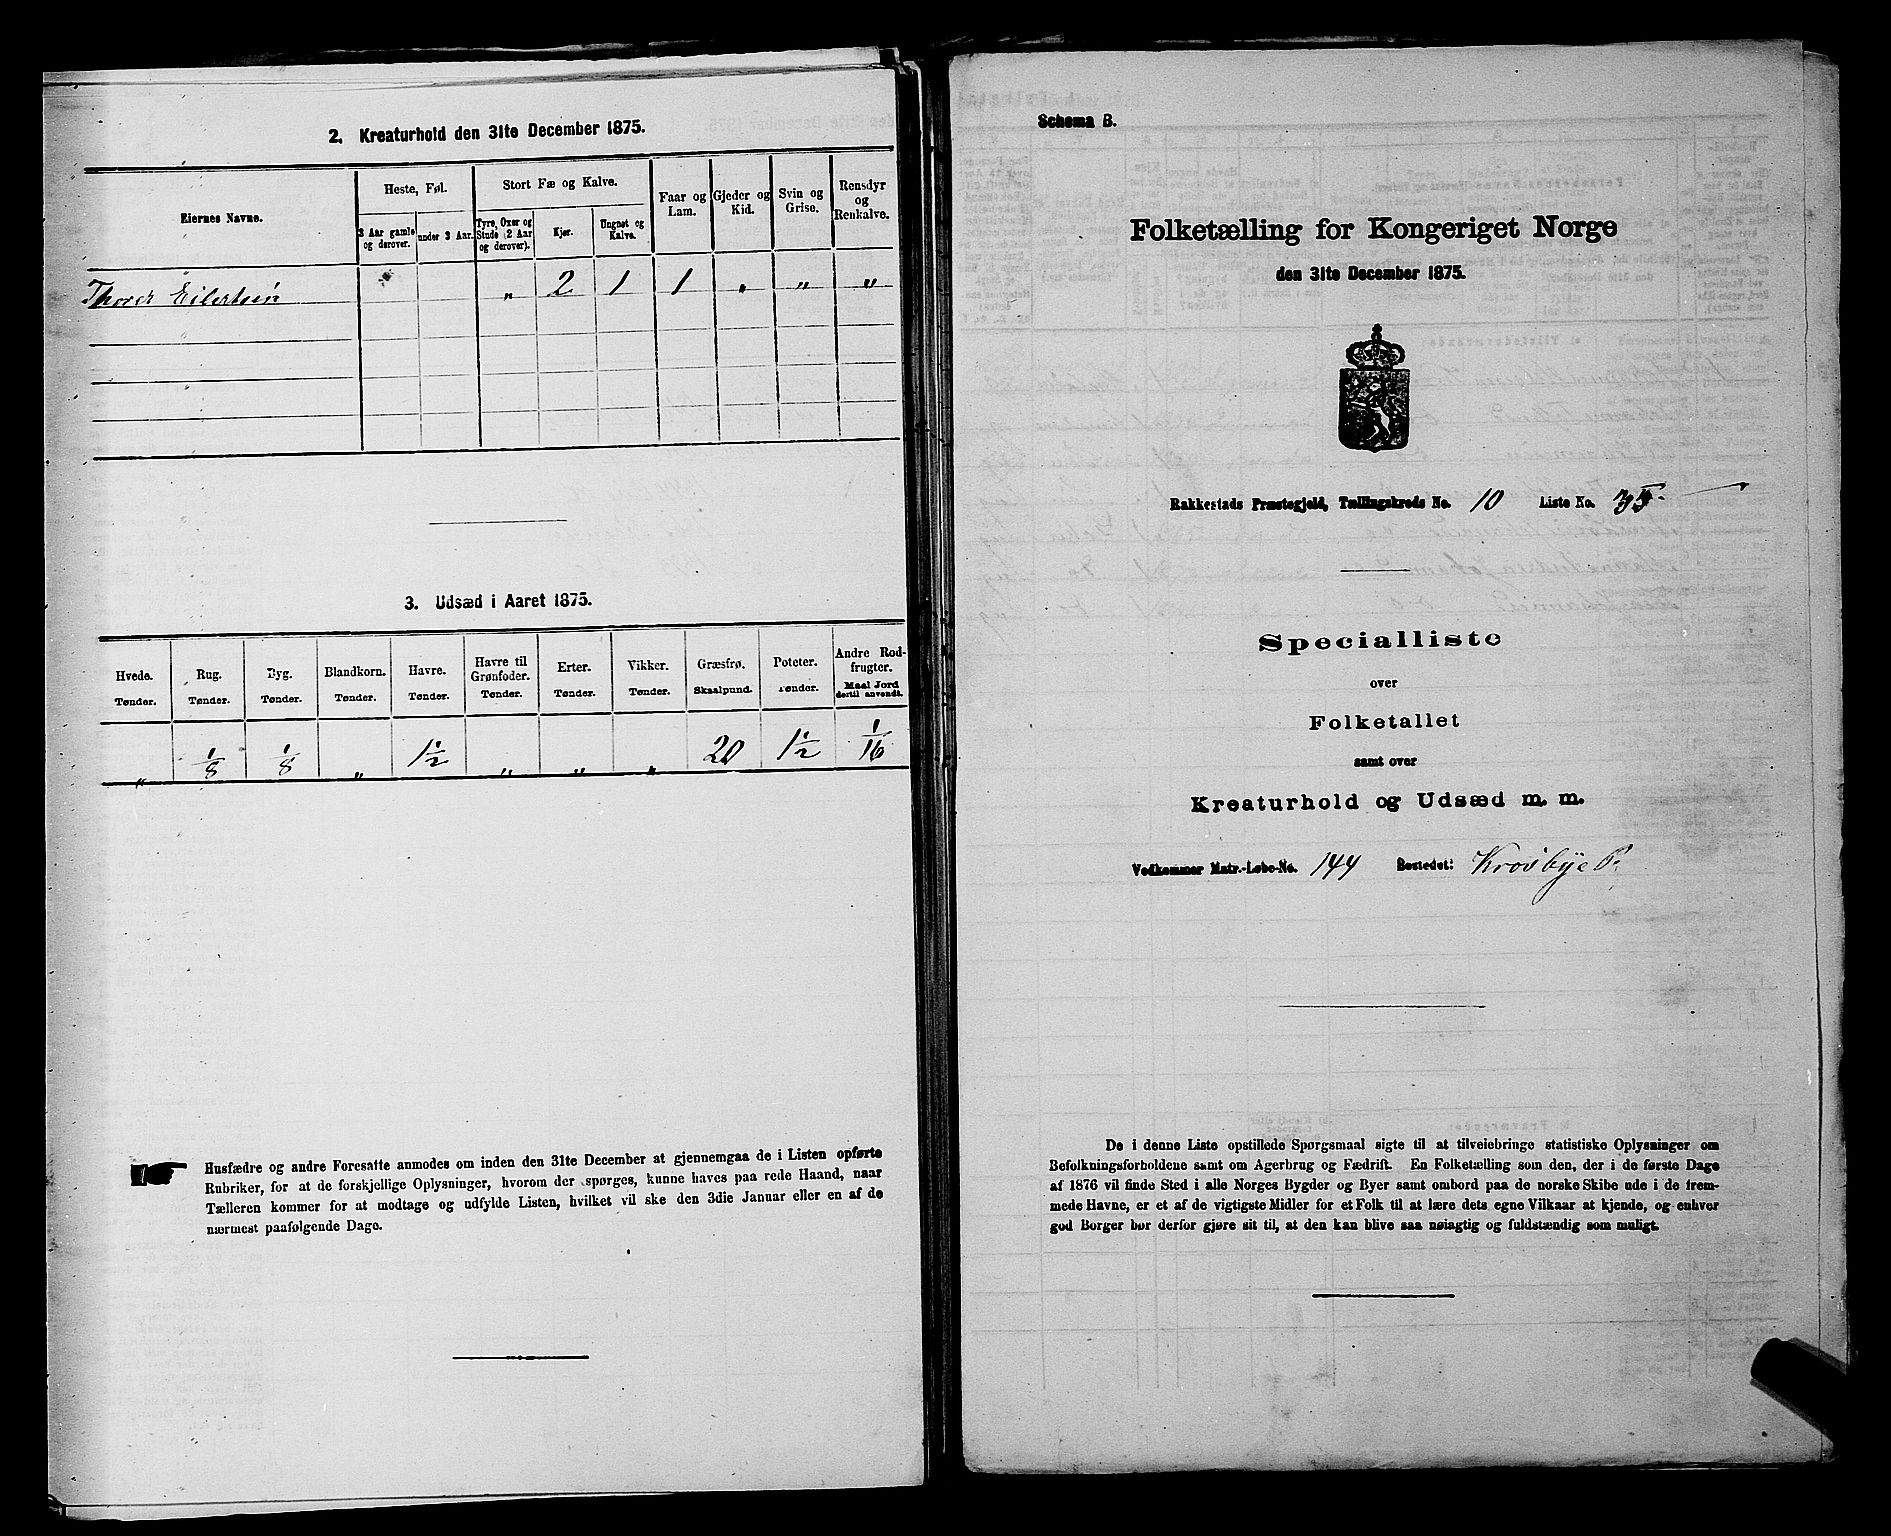 2. Kreaturhold den 31te December 1875.
Eiernes Navne.
Heste, Føl.
3 Aar gamle og derover.
under 3 Aar.
Stort Fæ og Kalve.
Tyre, Oxer og Stude (2 Aar og derover).
Kjør.
Ungnøt og Kalve.
Faar og Lam.
Gjeder og Kid.
Svin og Grise.
Rensdyr og Renkalve.
Thorer Eilertsen „ 2 1 1 „ „ „
3. Udsæd i Aaret 1875.
Hvede. Tønder.
Rug. Tønder.
Byg. Tønder.
Blandkorn. Tønder.
Havre. Tønder.
Havre til Grønfoder. Tønder.
Erter. Tønder.
Vikker. Tønder.
Græsfrø. Skaalpund.
Poteter. Tønder.
Andre Rodfrugter. Maal Jord dertil anvendt.
„ 1/8 1/8 „ 1 1/2 „ „ „ 20 1 1/2 1/16
Husfædre og andre Foresatte anmodes om inden den 31te December at gjennemgaa de i Listen opførte
Rubriker, for at de forskjellige Oplysninger, hvorom der spørges, kunne haves paa rede Haand, naar
Tælleren kommer for at modtage og udfylde Listen, hvilket vil ske den 3die Januar eller en af de
nærmest paafølgende Dage.
Schema B.
Folketælling for Kongeriget Norge
den 31te December 1875.
Rakkestads Præstegjeld, Tællingskreds No. 10 Liste No.
Specialliste
over
Folketallet
samt over
Kreaturhold og Udsæd m. m.
Vedkommer Matr.-Løbe-No. 144 Bostedet: Krosbye P:
De i denne Liste opstillede Spørgsmaal sigte til at tilveiebringe statistiske Oplysninger om
Befolkningsforholdene samt om Agerbrug og Fædrift. En Folketælling som den, der i de første Dage
af 1876 vil finde Sted i alle Norges Bygder og Byer samt ombord paa de norske Skibe ude i de frem-
mede Havne, er et af de vigtigste Midler for et Folk til at lære dets egne Vilkaar at kjende, og enhver
god Borger bør derfor gjøre sit til, at den kan blive saa nøiagtig og fuldstændig som muligt.